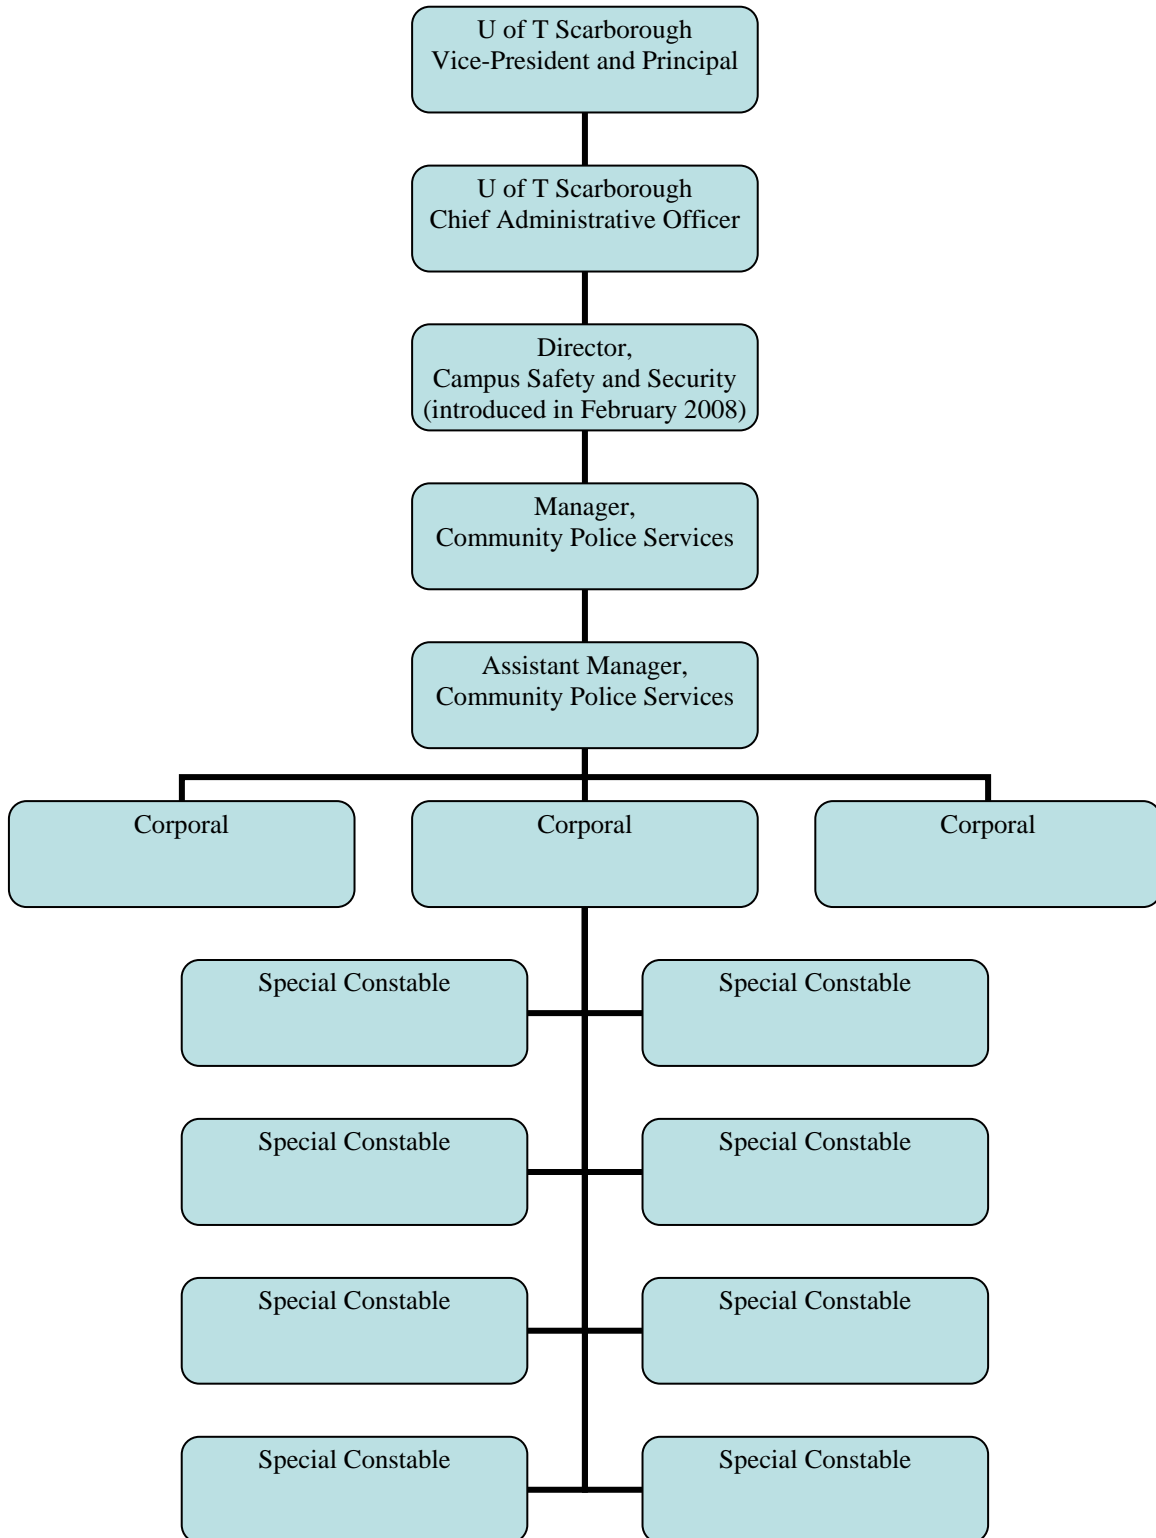 U of T Scarborough
Vice-President and Principal
U of T Scarborough
Chief Administrative Officer
Director,
Campus Safety and Security
(introduced in February 2008)
Manager,
Community Police Services
Assistant Manager,
Community Police Services
Corporal
Corporal
Corporal
Special Constable
Special Constable
Special Constable
Special Constable
Special Constable
Special Constable
Special Constable
Special Constable